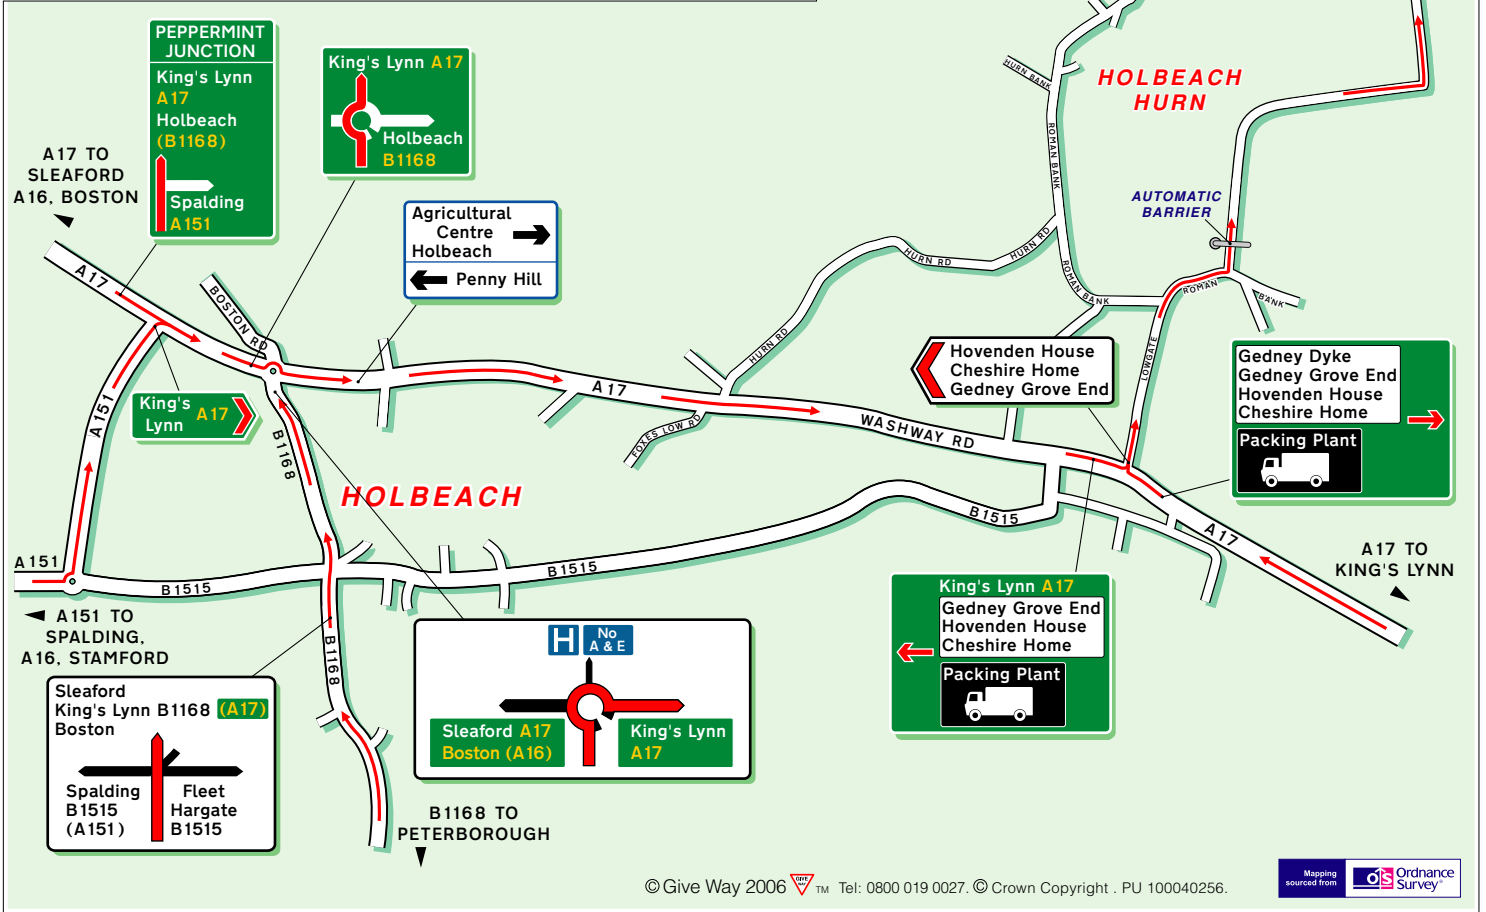 PEPPERMINT
JUNCTION
King's Lynn
A17
Holbeach
(B1168)
Spalding
A151
King's Lynn A17
Holbeach
B1168
A17 TO
SLEAFORD
A16, BOSTON
Agricultural
Centre
Holbeach
Penny Hill
HOLBEACH
HURN
HURN BANK
ROMAN BANK
AUTOMATIC
BARRIER
A17
BOSTON RD
HURN RD
HURN RD
HURN RD
ROMAN BANK
ROMAN
BANK
LOWGATE
Hovenden House
Cheshire Home
Gedney Grove End
Gedney Dyke
Gedney Grove End
Hovenden House
Cheshire Home
Packing Plant
King's
Lynn
A17
A151
B1168
A17
FOXES LOW RD
WASHWAY RD
HOLBEACH
B1515
A17
A17 TO
KING'S LYNN
A151
B1515
B1515
A151 TO
SPALDING,
A16, STAMFORD
B1168
King's Lynn A17
Gedney Grove End
Hovenden House
Cheshire Home
Packing Plant
H
No
A & E
Sleaford A17
Boston (A16)
King's Lynn
A17
Sleaford
King's Lynn B1168 (A17)
Boston
Spalding
B1515
(A151)
Fleet
Hargate
B1515
B1168 TO
PETERBOROUGH
© Give Way 2006 GIVE WAY TM Tel: 0800 019 0027. © Crown Copyright . PU 100040256.
Mapping
sourced from
OS Ordnance
Survey®